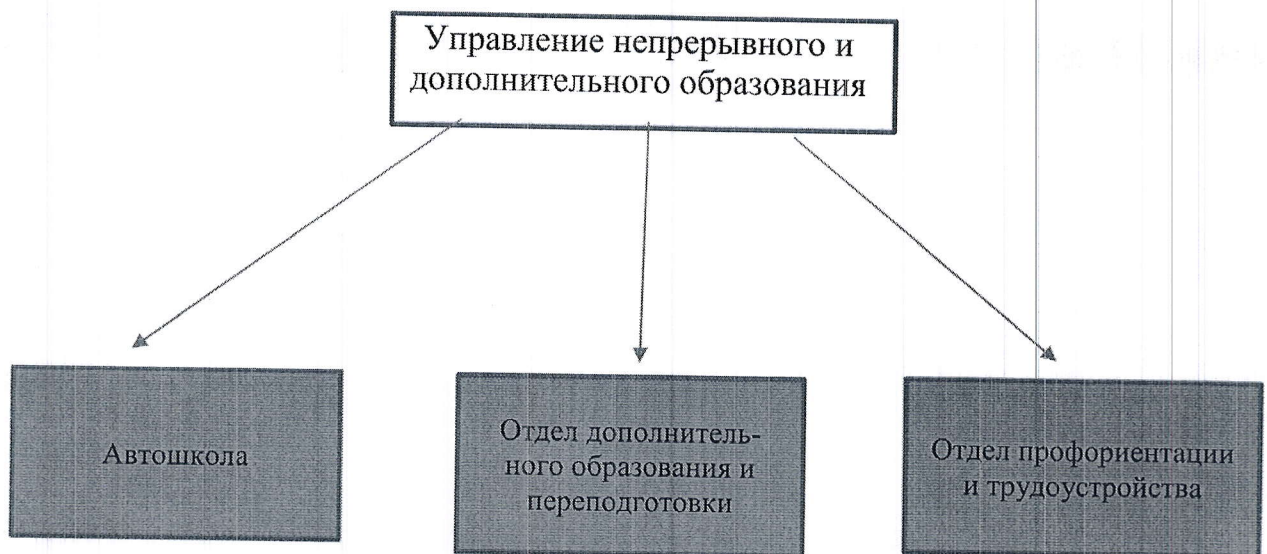 Управление непрерывного и
дополнительного образования
Автошкола
Отдел дополнитель-
ного образования и
переподготовки
Отдел профориентации
и трудоустройства